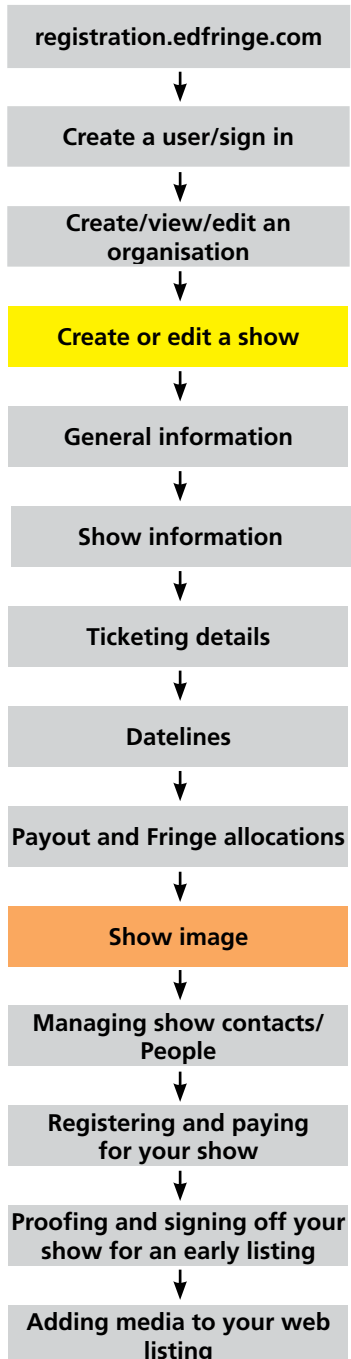 registration.edfringe.com
Create a user/sign in
Create/view/edit an
organisation
Create or edit a show
General information
Show information
Ticketing details
Datelines
Payout and Fringe allocations
Show image
Managing show contacts/
People
Registering and paying
for your show
Proofing and signing off your
show for an early listing
Adding media to your web
listing